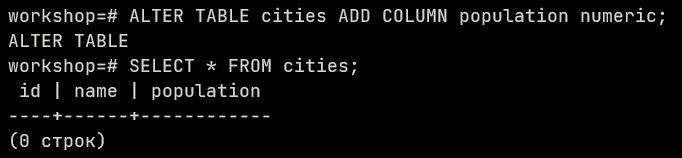 workshop=# ALTER TABLE cities ADD COLUMN population numeric;
ALTER TABLE
workshop=# SELECT * FROM cities;
 id | name | population
----+------+------------
(0 строк)